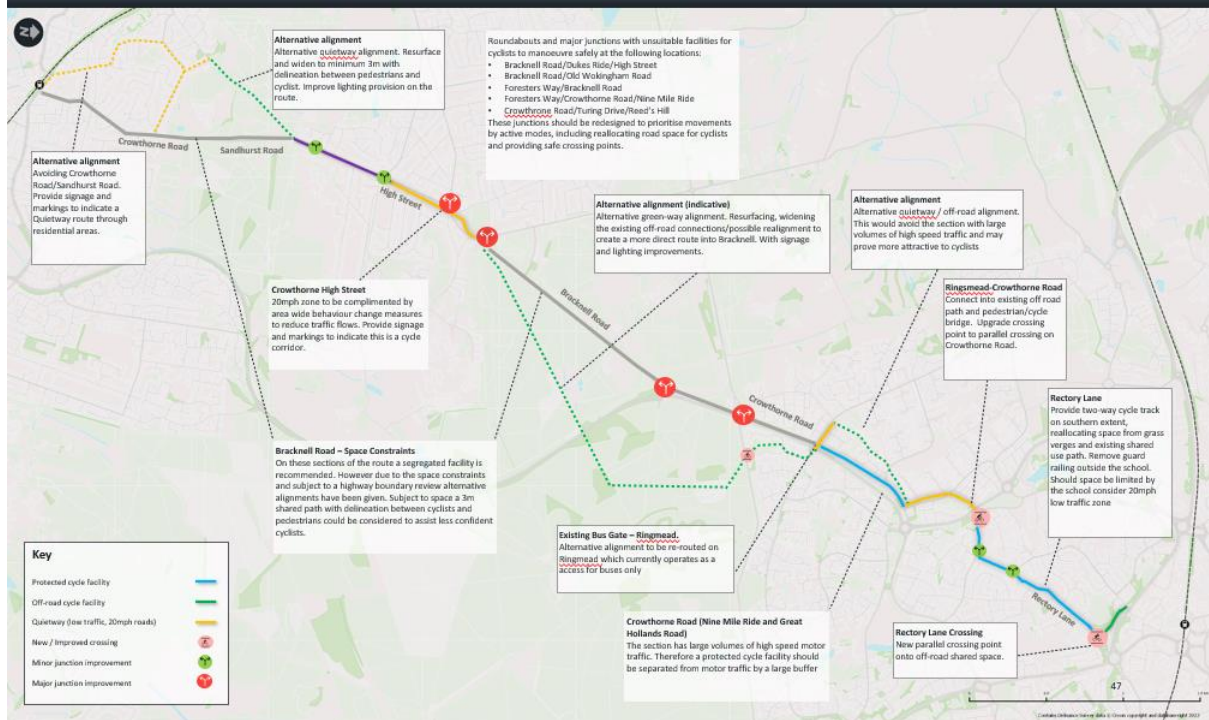 Z
Alternative alignment
Alternative quietway alignment. Resurface
and widen to minimum 3m with
delineation between pedestrians and
cyclist. Improve lighting provision on the
route.
Roundabouts and major junctions with unsuitable facilities for
cyclists to manoeuvre safely at the following locations:
• Bracknell Road/Dukes Ride/High Street
• Bracknell Road/Old Wokingham Road
• Foresters Way/Bracknell Road
• Foresters Way/Crowthorne Road/Nine Mile Ride
• Crowthrone Road/Turing Drive/Reed's Hill
These junctions should be redesigned to prioritise movements
by active modes, including reallocating road space for cyclists
and providing safe crossing points.
Crowthorne Road
Sandhurst Road
Alternative alignment
Avoiding Crowthorne
Road/Sandhurst Road.
Provide signage and
markings to indicate a
Quietway route through
residential areas.
High Street
Alternative alignment (indicative)
Alternative green-way alignment. Resurfacing, widening
the existing off-road connections/possible realignment to
create a more direct route into Bracknell. With signage
and lighting improvements.
Alternative alignment
Alternative quietway / off-road alignment.
This would avoid the section with large
volumes of high speed traffic and may
prove more attractive to cyclists
Crowthorne High Street
20mph zone to be complimented by
area wide behaviour change measures
to reduce traffic flows. Provide signage
and markings to indicate this is a cycle
corridor.
Bracknell Road
Ringsmead-Crowthorne Road
Connect into existing off road
path and pedestrian/cycle
bridge. Upgrade crossing
point to parallel crossing on
Crowthorne Road.
Crowthorne Road
Rectory Lane
Provide two-way cycle track
on southern extent,
reallocating space from grass
verges and existing shared
use path. Remove guard
railing outside the school.
Should space be limited by
the school consider 20mph
low traffic zone
Bracknell Road – Space Constraints
On these sections of the route a segregated facility is
recommended. However due to the space constraints
and subject to a highway boundary review alternative
alignments have been given. Subject to space a 3m
shared path with delineation between cyclists and
pedestrians could be considered to assist less confident
cyclists.
Existing Bus Gate – Ringmead.
Alternative alignment to be re-routed on
Ringmead which currently operates as a
access for buses only
Key
Protected cycle facility
Off-road cycle facility
Quietway (low traffic, 20mph roads)
New / Improved crossing
Minor junction improvement
Major junction improvement
Crowthorne Road (Nine Mile Ride and Great
Hollands Road)
The section has large volumes of high speed motor
traffic. Therefore a protected cycle facility should
be separated from motor traffic by a large buffer
Rectory Lane
Rectory Lane Crossing
New parallel crossing point
onto off-road shared space.
47
Contains Ordnance Survey data © Crown copyright and database right 2022